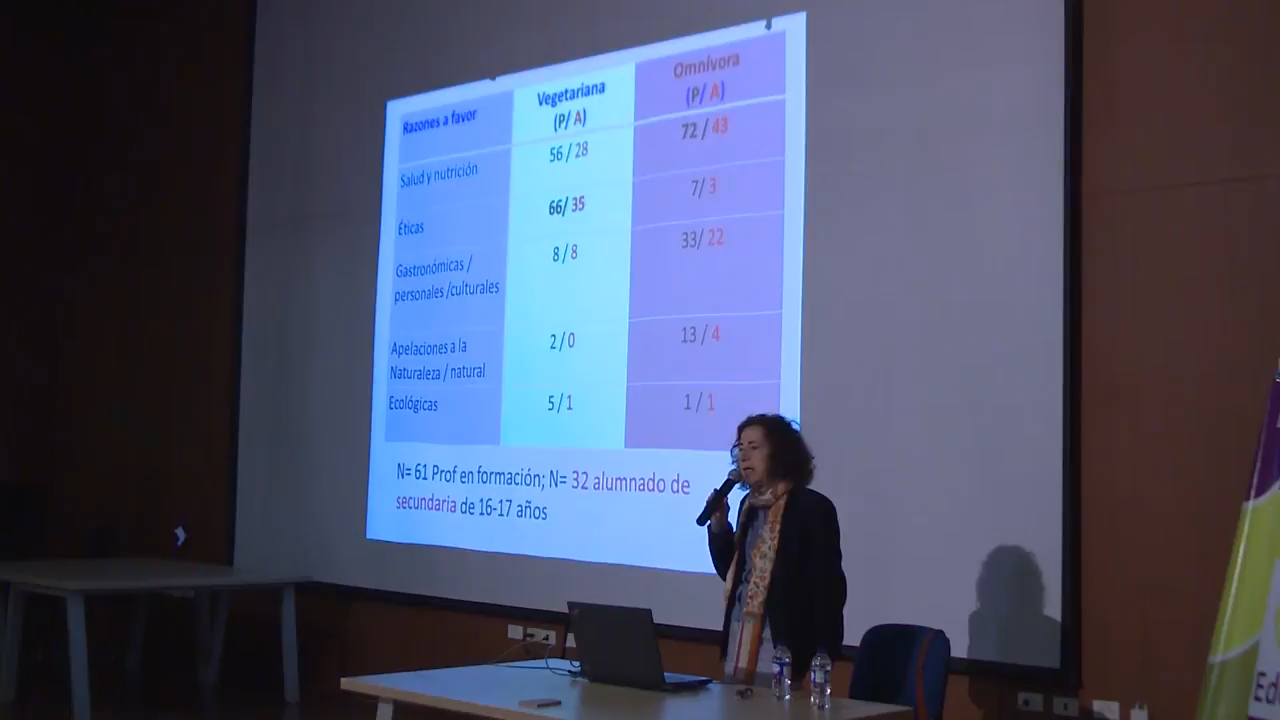 Razones a favor
Vegetariana
(P/ A)
Omnívora
(P/ A)
Salud y nutrición
56 / 28
72 / 43
Éticas
66/ 35
7/ 3
Gastronómicas /
personales /culturales
8 / 8
33/ 22
Apelaciones a la
Naturaleza / natural
2 / 0
13 / 4
Ecológicas
5 / 1
1 / 1
N= 61 Prof en formación; N= 32 alumnado de
secundaria de 16-17 años
Ed